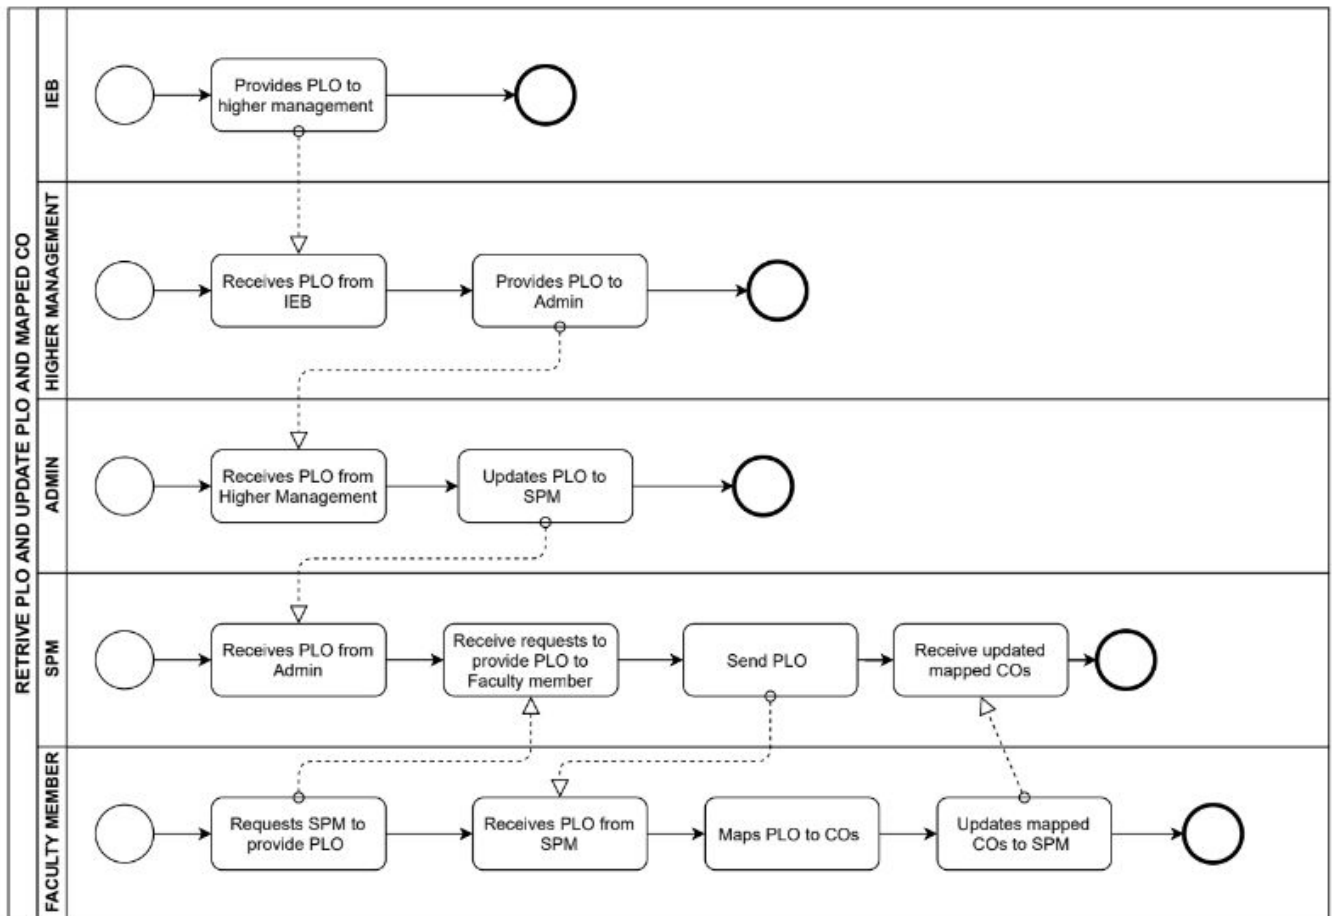 RETRIVE PLO AND UPDATE PLO AND MAPPED CO
IEB
Provides PLO to
higher management
HIGHER MANAGEMENT
Receives PLO from
IEB
Provides PLO to
Admin
ADMIN
Receives PLO from
Higher Management
Updates PLO to
SPM
SPM
Receives PLO from
Admin
Receive requests to
provide PLO to
Faculty member
Send PLO
Receive updated
mapped COs
FACULTY MEMBER
Requests SPM to
provide PLO
Receives PLO from
SPM
Maps PLO to COs
Updates mapped
COs to SPM